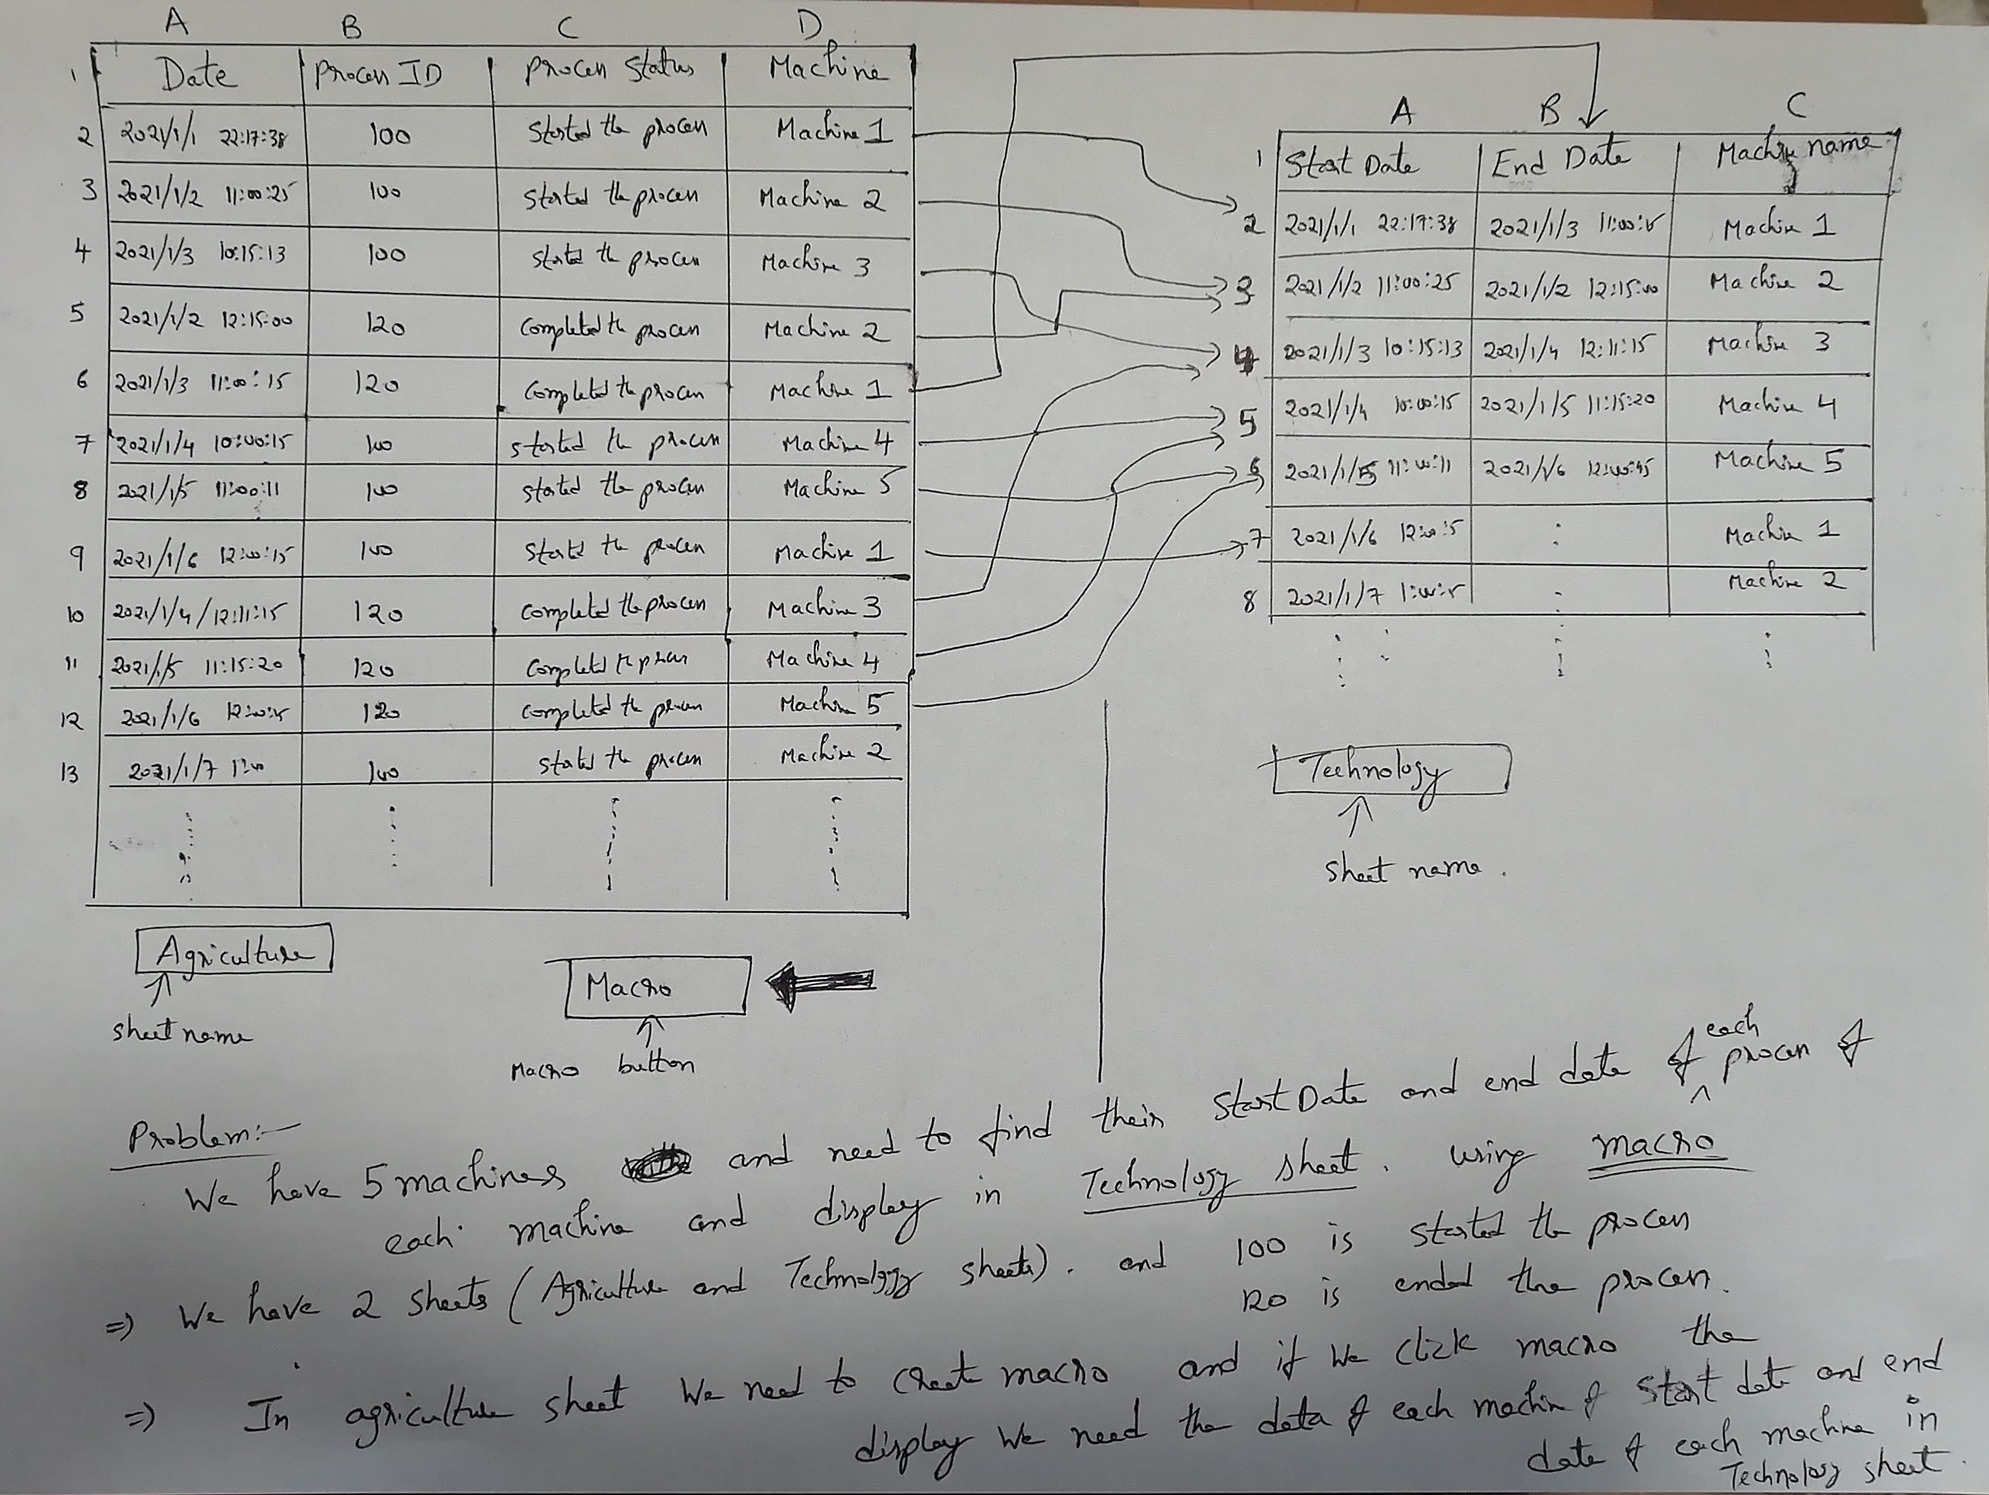 A B C D
1 Date Process ID Process Status Machine
2 2021/1/1 22:17:38 100 Started the process Machine 1
3 2021/1/2 11:00:25 100 Started the process Machine 2
4 2021/1/3 10:15:13 100 started the process Machine 3
5 2021/1/2 12:15:00 120 completed the process Machine 2
6 2021/1/3 11:00:15 120 completed the process Machine 1
7 2021/1/4 10:00:15 100 started the process Machine 4
8 2021/1/5 11:00:11 100 started the process Machine 5
9 2021/1/6 12:00:15 100 started the process Machine 1
10 2021/1/4/12:11:15 120 completed the process Machine 3
11 2021/1/5 11:15:20 120 completed the process Machine 4
12 2021/1/6 120 completed the process Machine 5
13 2021/1/7 100 started the process Machine 2
Agriculture
sheet name
Macro
Macro button
A B C
1 Start Date End Date Machine name
2 2021/1/1 22:17:38 2021/1/3 Machine 1
3 2021/1/2 11:00:25 2021/1/2 12:15:00 Machine 2
4 2021/1/3 10:15:13 2021/1/4 12:11:15 Machine 3
5 2021/1/4 10:00:15 2021/1/5 11:15:20 Machine 4
6 2021/1/5 11:00:11 2021/1/6 12:00:45 Machine 5
7 2021/1/6 Machine 1
8 2021/1/7 Machine 2
Technology
sheet name.
Problem:-
We have 5 machines and need to find their Start Date and end date of each process of
each machine and display in Technology sheet. using macro
=> We have 2 sheets (Agriculture and Technology sheets). and 100 is started the process
120 is ended the process.
=> In agriculture sheet we need to creat macro and if we click macro the
display we need the data of each machin of start date and end
date of each machine in
Technology sheet.